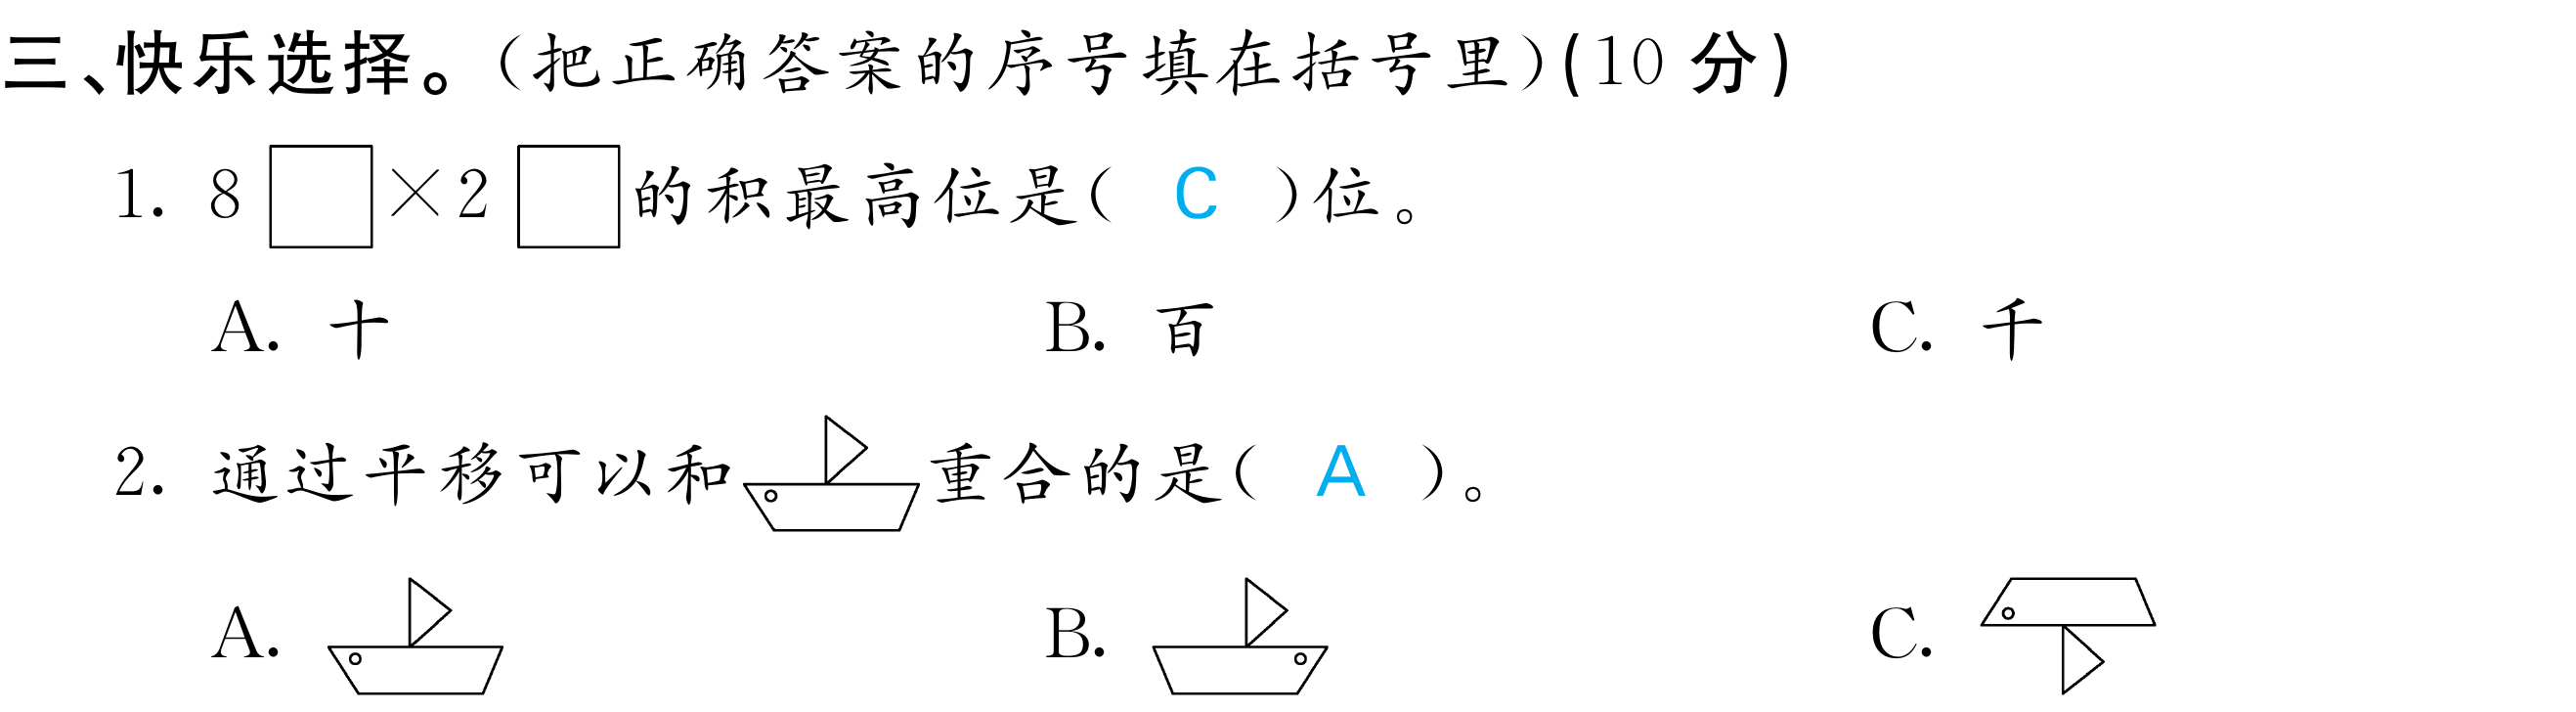 三、快乐选择。(把正确答案的序号填在括号里)(10 分)
1. 8□×2□的积最高位是( C )位。
A. 十 B. 百 C. 千
2. 通过平移可以和重合的是( A )。
A. B. C.